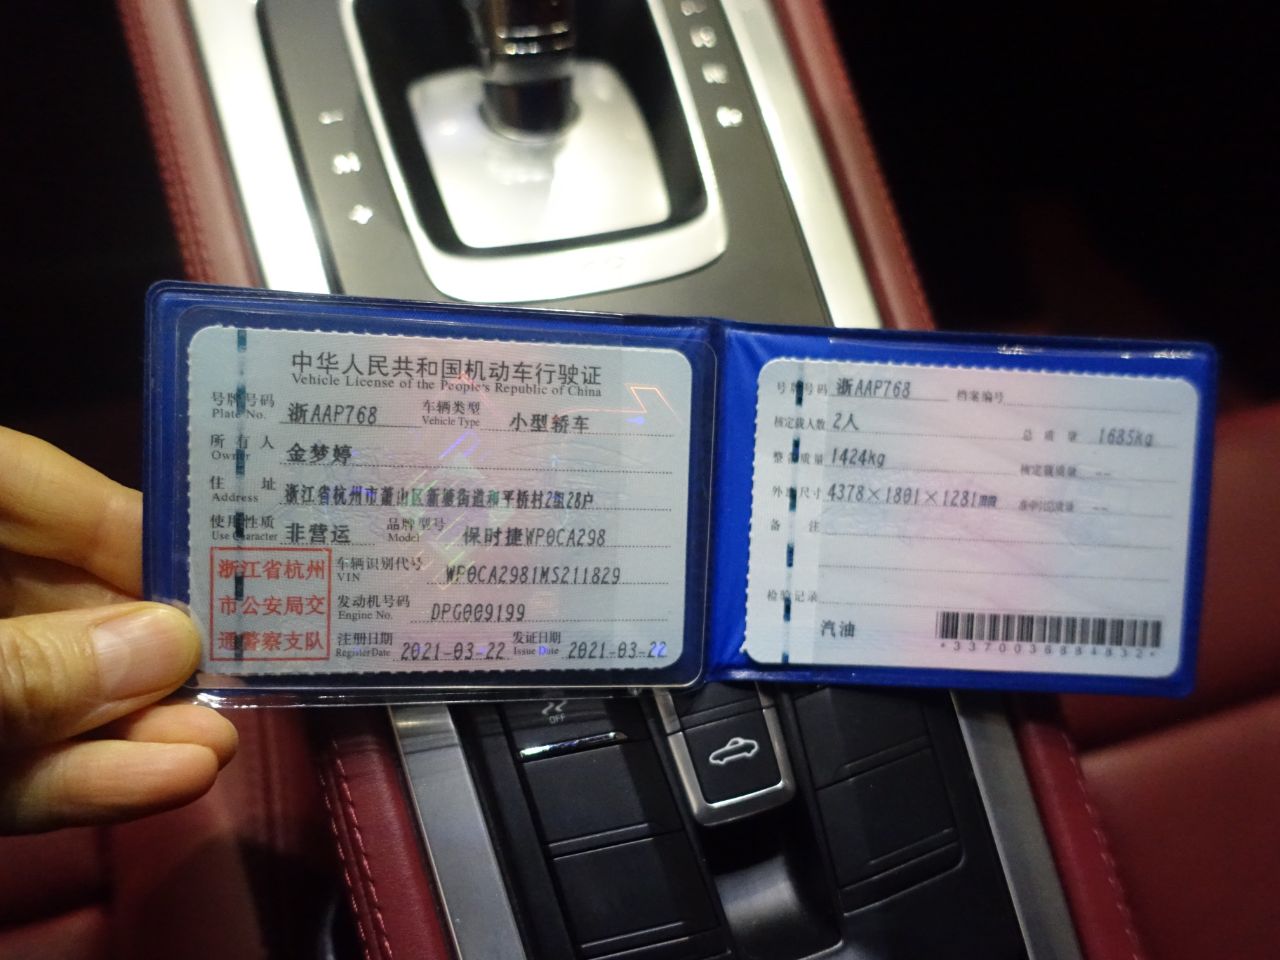 中华人民共和国机动车行驶证
Vehicle License of the People's Republic of China
号牌号码 浙AAP768 车辆类型 小型轿车
Plate No. Vehicle Type
所有人 金梦婷
Owner
住址 浙江省杭州市萧山区新塘街道和平桥村2组28户
Address
使用性质 非营运 品牌型号 保时捷WP0CA298
Use Character Model
浙江省杭州
市公安局交
通警察支队
车辆识别代号 WP0CA2981MS211829
VIN
发动机号码 DPG009199
Engine No.
注册日期 2021-03-22 发证日期 2021-03-22
Register Date Issue Date
号牌号码 浙AAP768 档案编号
核定载人数 2人 总质量 1685kg
整备质量 1424kg 核定载质量 --
外廓尺寸 4378×1801×1281mm 准牵引总质量 --
备注
检验记录
汽油
*3370036884832*
OFF